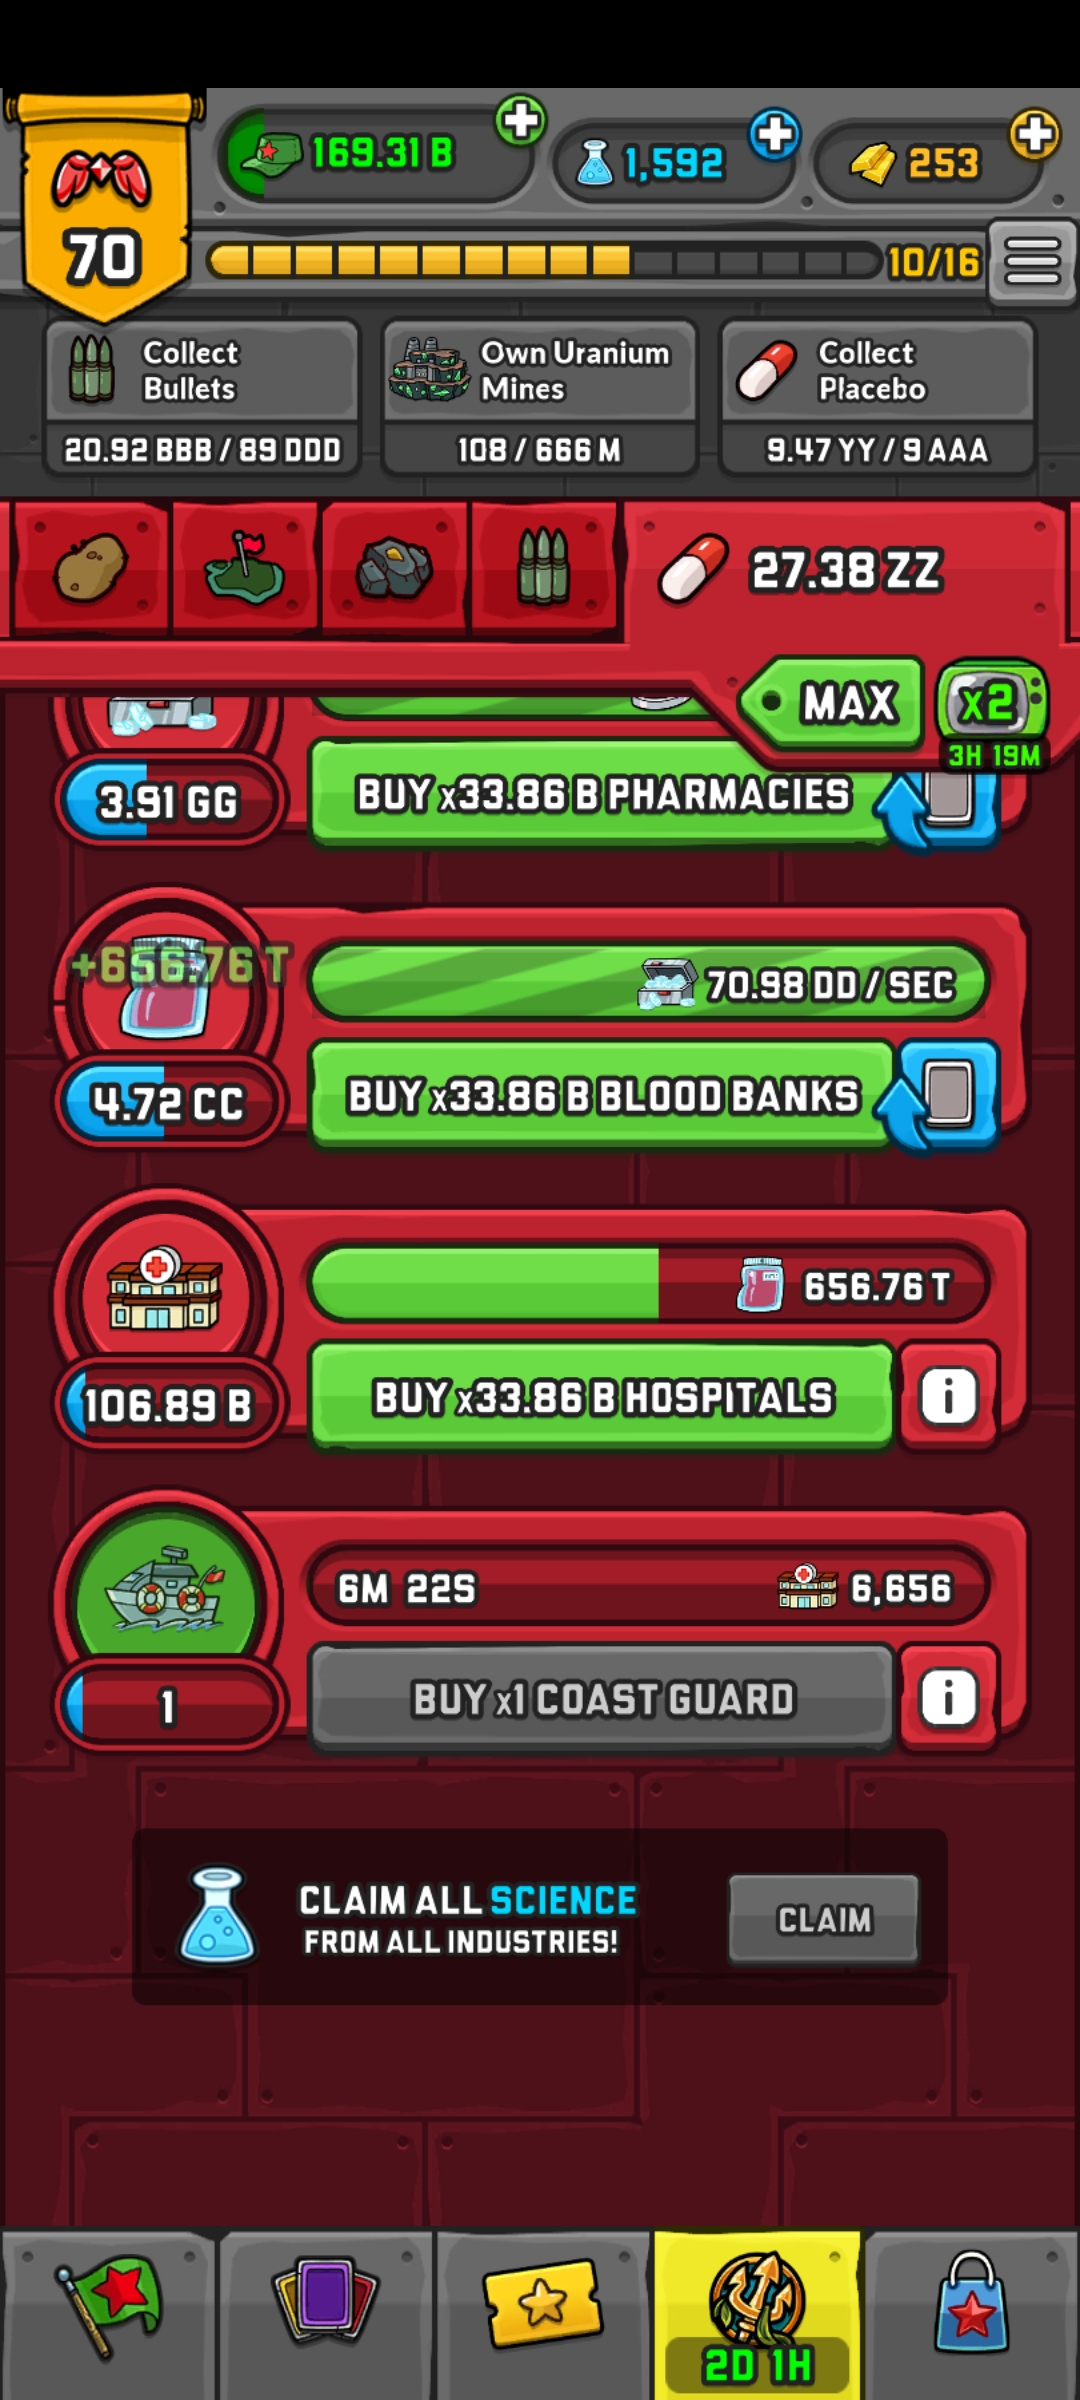 169.31 B
1,592
253
70
10/16
Collect
Bullets
Own Uranium
Mines
Collect
Placebo
20.92 BBB / 89 DDD
108 / 666 M
9.47 YY / 9 AAA
27.38 ZZ
MAX
x2
3H 19M
3.91 GG
BUY x33.86 B PHARMACIES
+656.76 T
70.98 DD / SEC
4.72 CC
BUY x33.86 B BLOOD BANKS
656.76 T
106.89 B
BUY x33.86 B HOSPITALS
6M 22S
6,656
1
BUY x1 COAST GUARD
CLAIM ALL SCIENCE
FROM ALL INDUSTRIES!
CLAIM
2D 1H